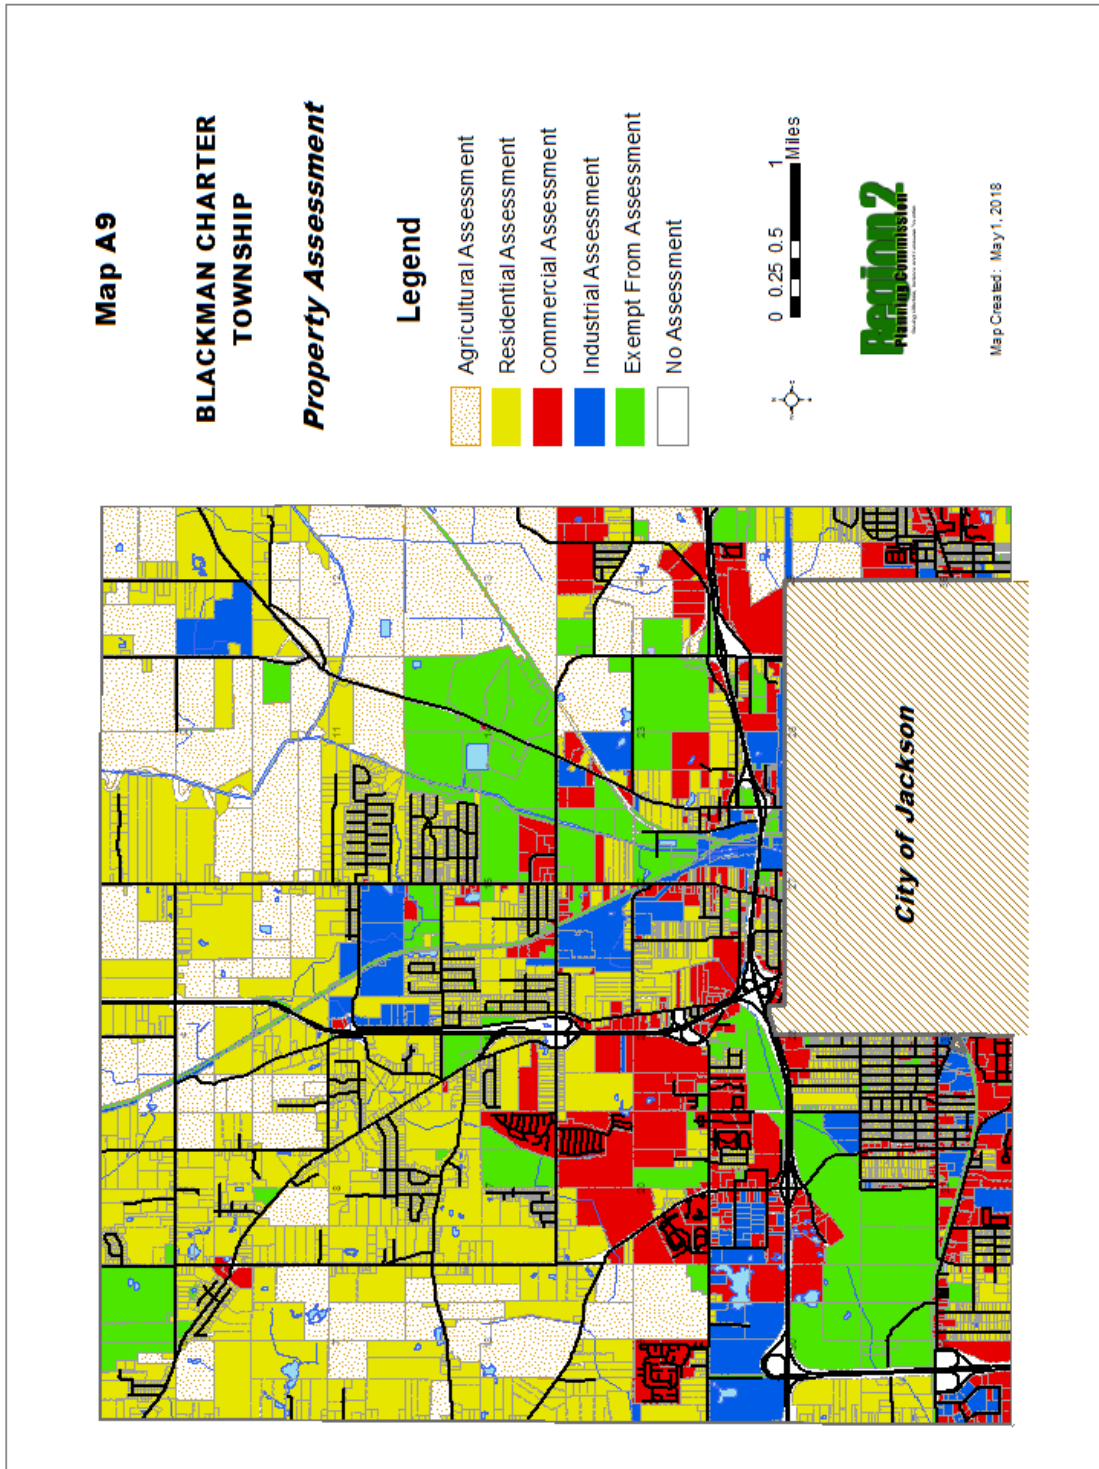 Map A9
BLACKMAN CHARTER
TOWNSHIP
Property Assessment
Legend
Agricultural Assessment
Residential Assessment
Commercial Assessment
Industrial Assessment
Exempt From Assessment
No Assessment
0 0.25 0.5 1
Miles
Region 2
Planning Commission
Map Created: May 1, 2018
City of Jackson